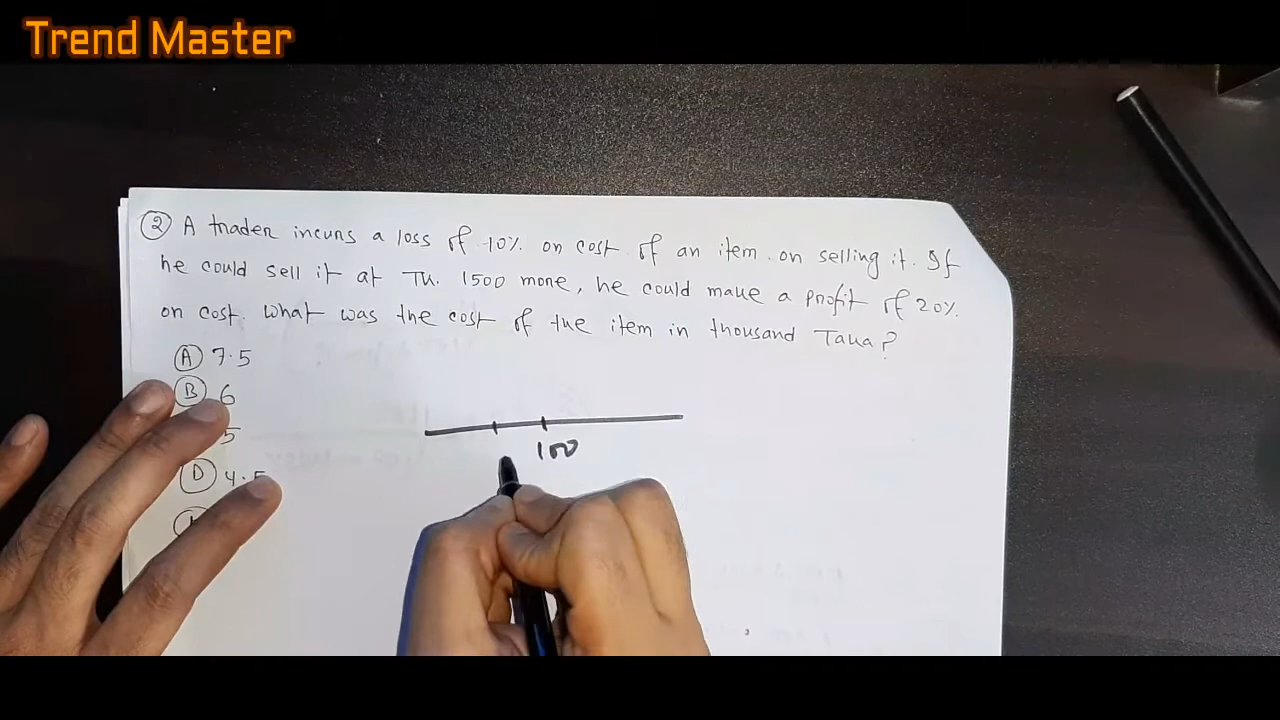 Trend Master
② A trader incurs a loss of 10% on cost of an item on selling it. If
he could sell it at TK. 1500 more, he could make a profit of 20%
on cost. What was the cost of the item in thousand Taka?
Ⓐ 7.5
Ⓑ 6
5
Ⓓ 4.5
100